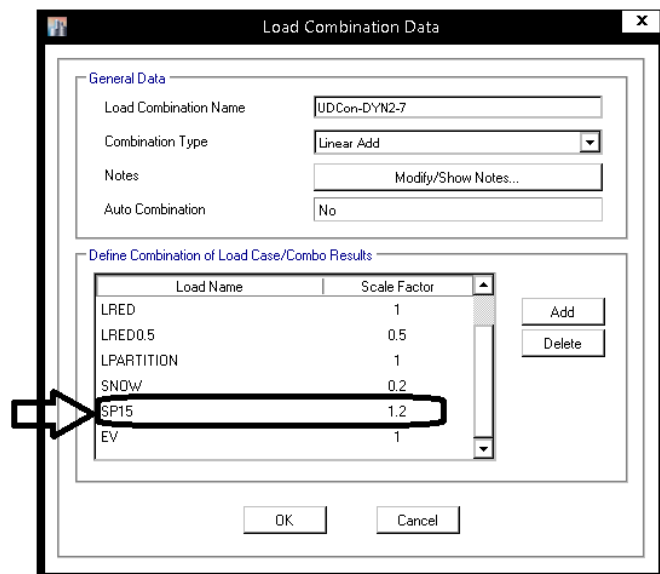 Load Combination Data
x
General Data
Load Combination Name UDCon-DYN2-7
Combination Type Linear Add
Notes Modify/Show Notes...
Auto Combination No
Define Combination of Load Case/Combo Results
Load Name Scale Factor
LRED 1
LRED0.5 0.5
LPARTITION 1
SNOW 0.2
SP15 1.2
EV 1
Add
Delete
OK Cancel